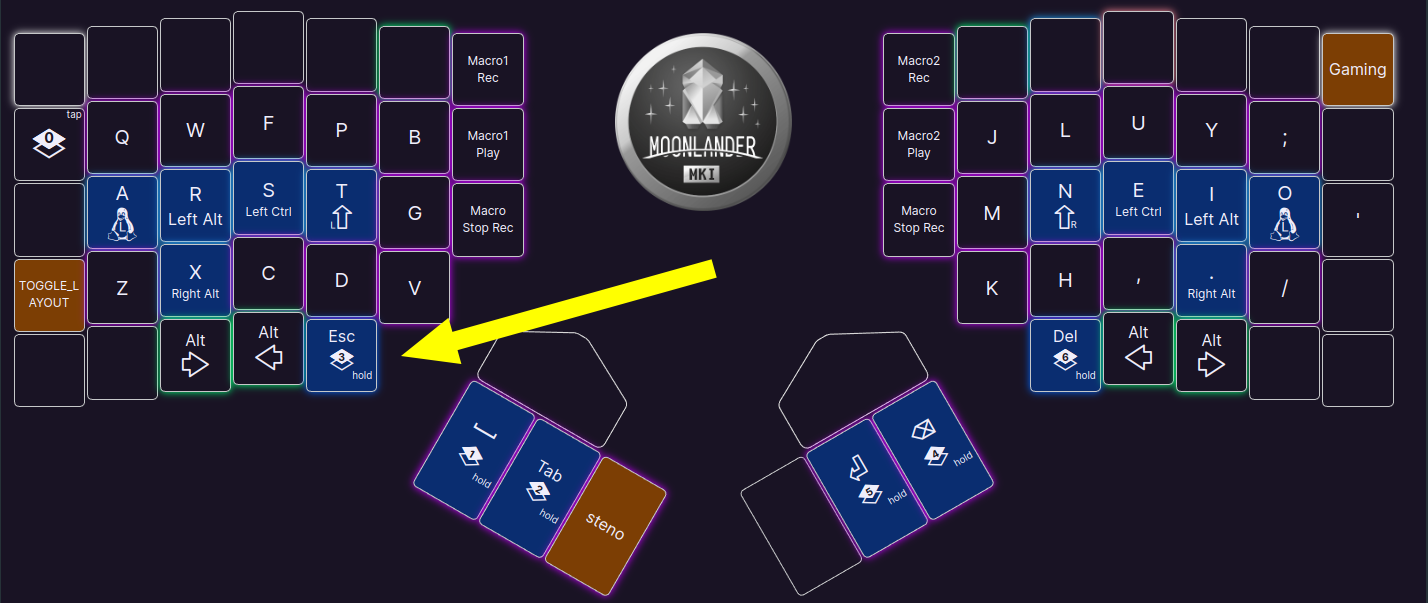 Macro1
Rec
Macro2
Rec
Gaming
tap
0
Q
W
F
P
B
Macro1
Play
MOONLANDER
MKI
Macro2
Play
J
L
U
Y
;
A
L
R
Left Alt
S
Left Ctrl
T
L
G
Macro
Stop Rec
Macro
Stop Rec
M
N
R
E
Left Ctrl
I
Left Alt
O
L
'
TOGGLE_L
AYOUT
Z
X
Right Alt
C
D
V
K
H
,
.
Right Alt
/
Alt
Alt
Esc
3
hold
Del
6
hold
Alt
Alt
1
hold
Tab
2
hold
steno
5
hold
4
hold